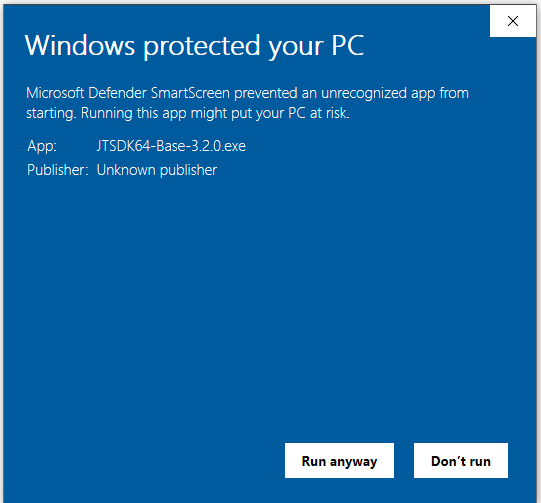 Windows protected your PC
Microsoft Defender SmartScreen prevented an unrecognized app from
starting. Running this app might put your PC at risk.
App: JTSDK64-Base-3.2.0.exe
Publisher: Unknown publisher
Run anyway Don't run